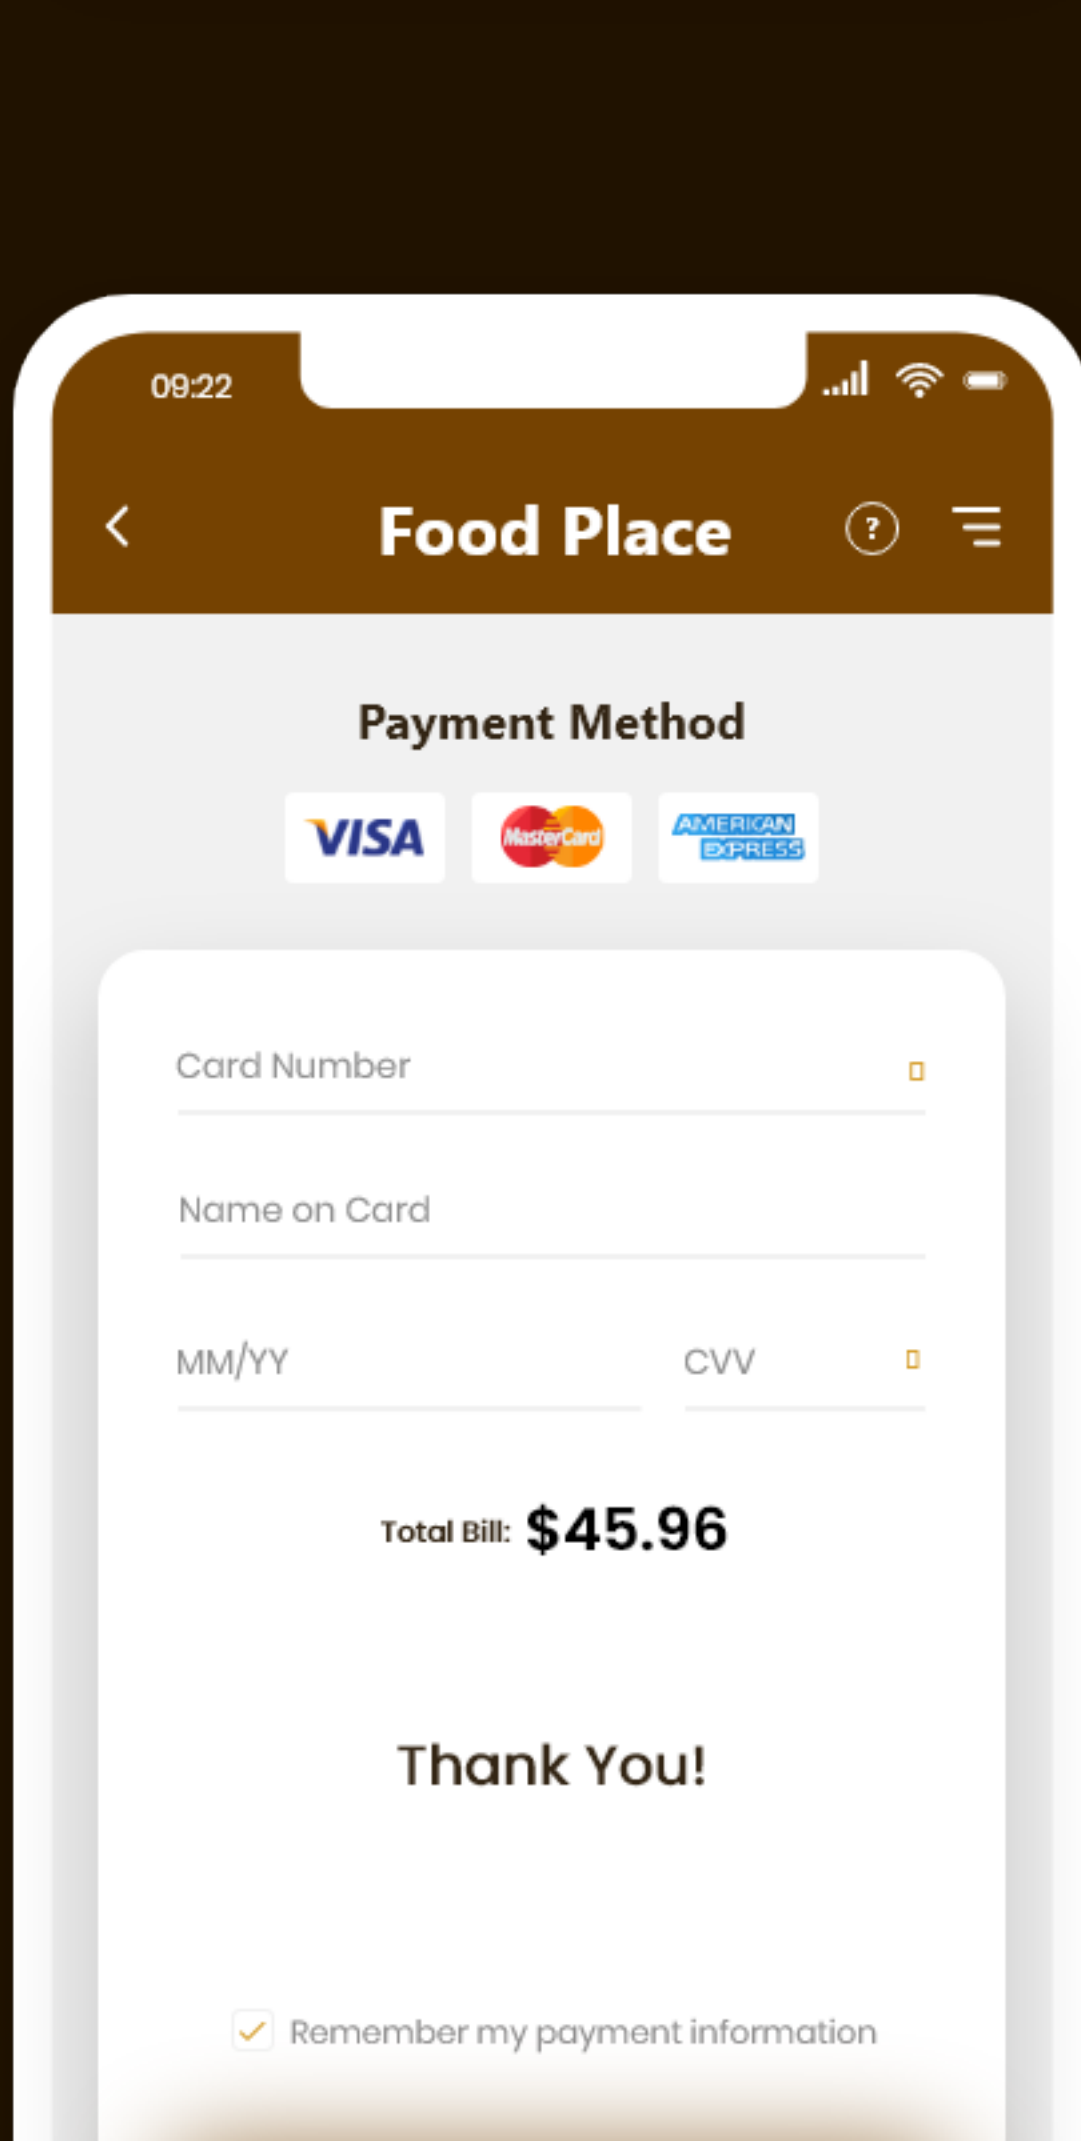 09:22
Food Place
?
Payment Method
VISA MasterCard AMERICAN EXPRESS
Card Number
Name on Card
MM/YY CVV
Total Bill: $45.96
Thank You!
Remember my payment information